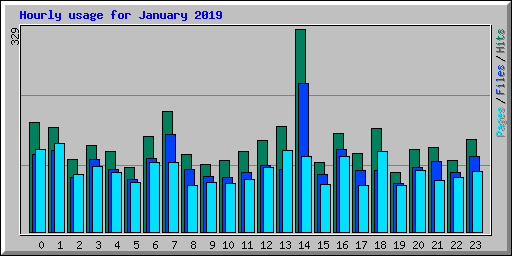 Hourly usage for January 2019
329
Pages/Files/Hits
0 1 2 3 4 5 6 7 8 9 10 11 12 13 14 15 16 17 18 19 20 21 22 23